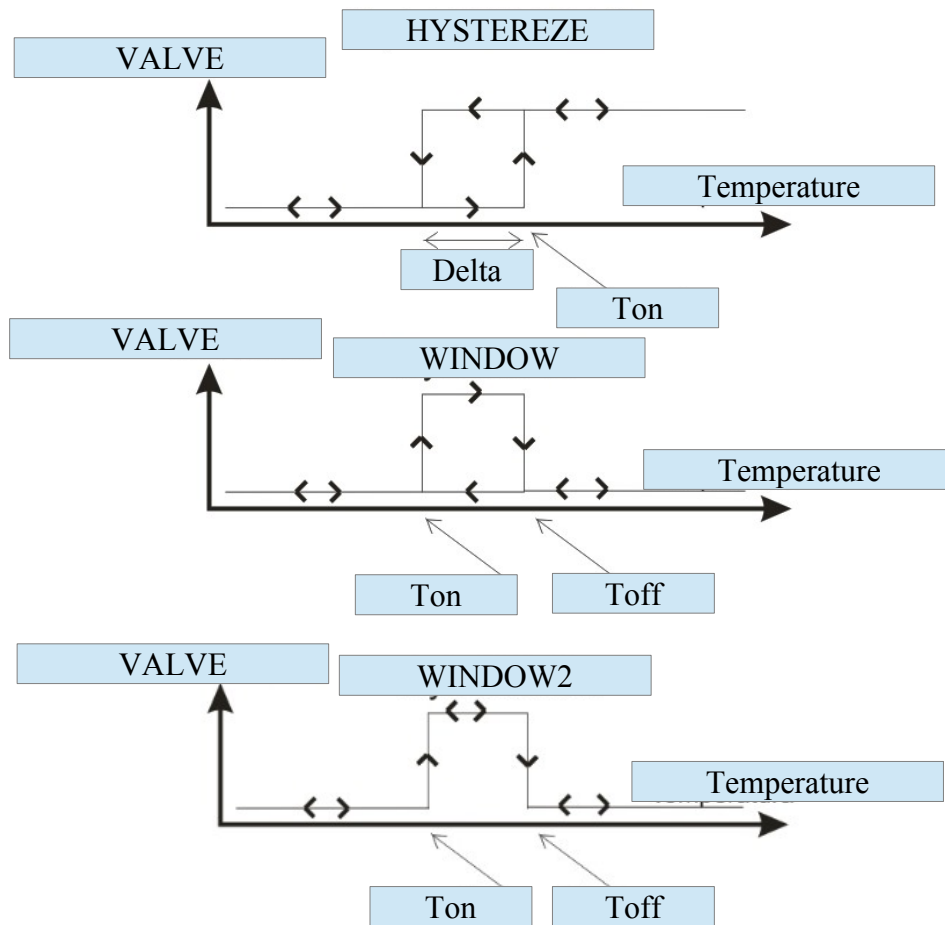 HYSTEREZE
VALVE
Temperature
Delta
Ton
VALVE
WINDOW
Temperature
Ton
Toff
VALVE
WINDOW2
Temperature
Ton
Toff